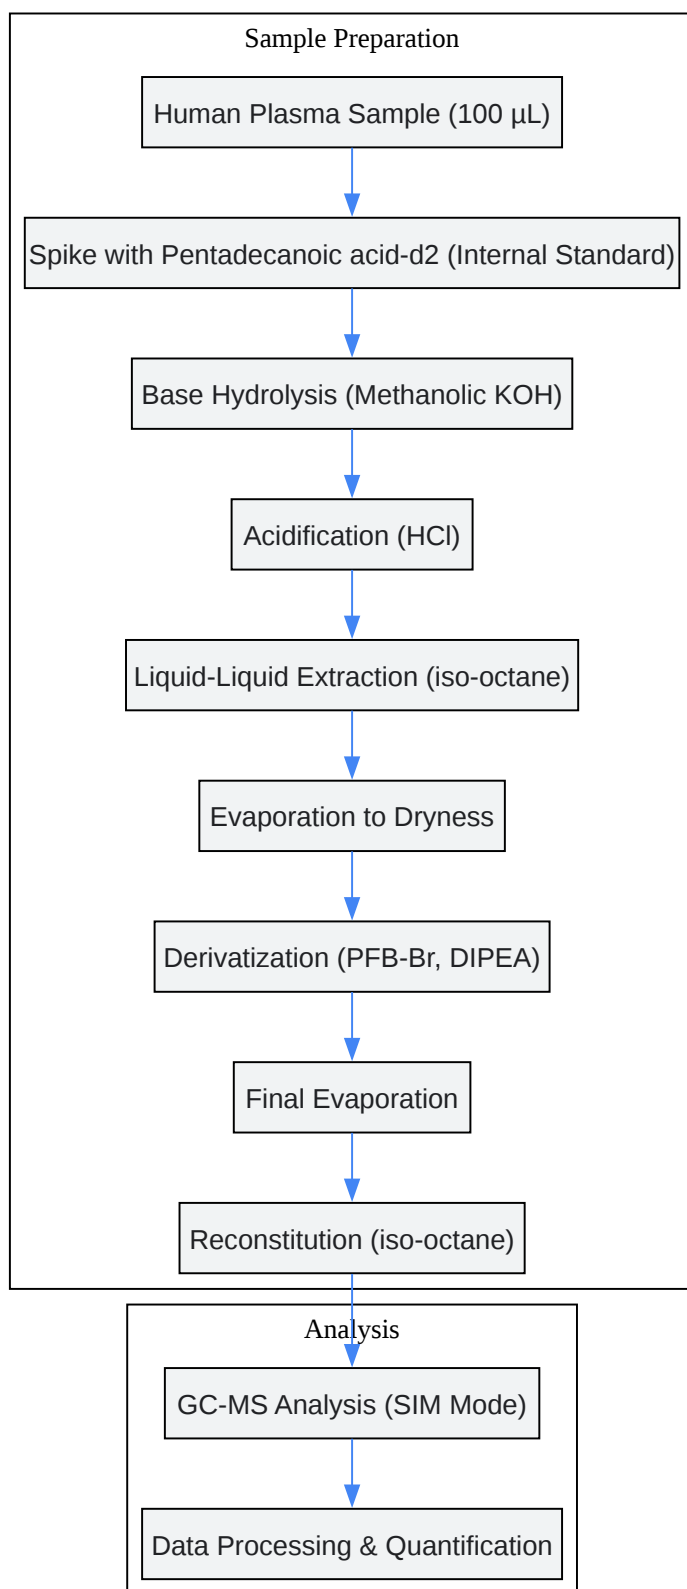 Sample Preparation
Human Plasma Sample (100 µL)
Spike with Pentadecanoic acid-d2 (Internal Standard)
Base Hydrolysis (Methanolic KOH)
Acidification (HCl)
Liquid-Liquid Extraction (iso-octane)
Evaporation to Dryness
Derivatization (PFB-Br, DIPEA)
Final Evaporation
Reconstitution (iso-octane)
Analysis
GC-MS Analysis (SIM Mode)
Data Processing & Quantification